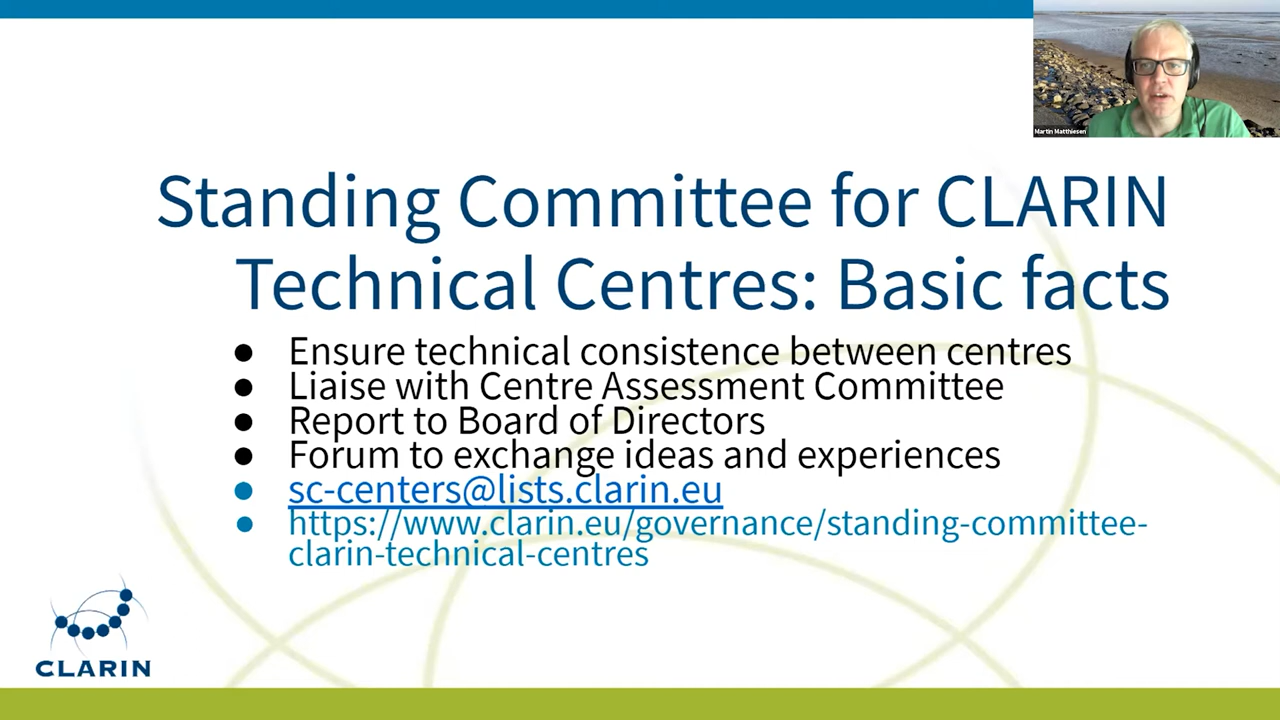 Martin Matthiesen
Standing Committee for CLARIN
Technical Centres: Basic facts
● Ensure technical consistence between centres
● Liaise with Centre Assessment Committee
● Report to Board of Directors
● Forum to exchange ideas and experiences
● sc-centers@lists.clarin.eu
● https://www.clarin.eu/governance/standing-committee-
clarin-technical-centres
CLARIN